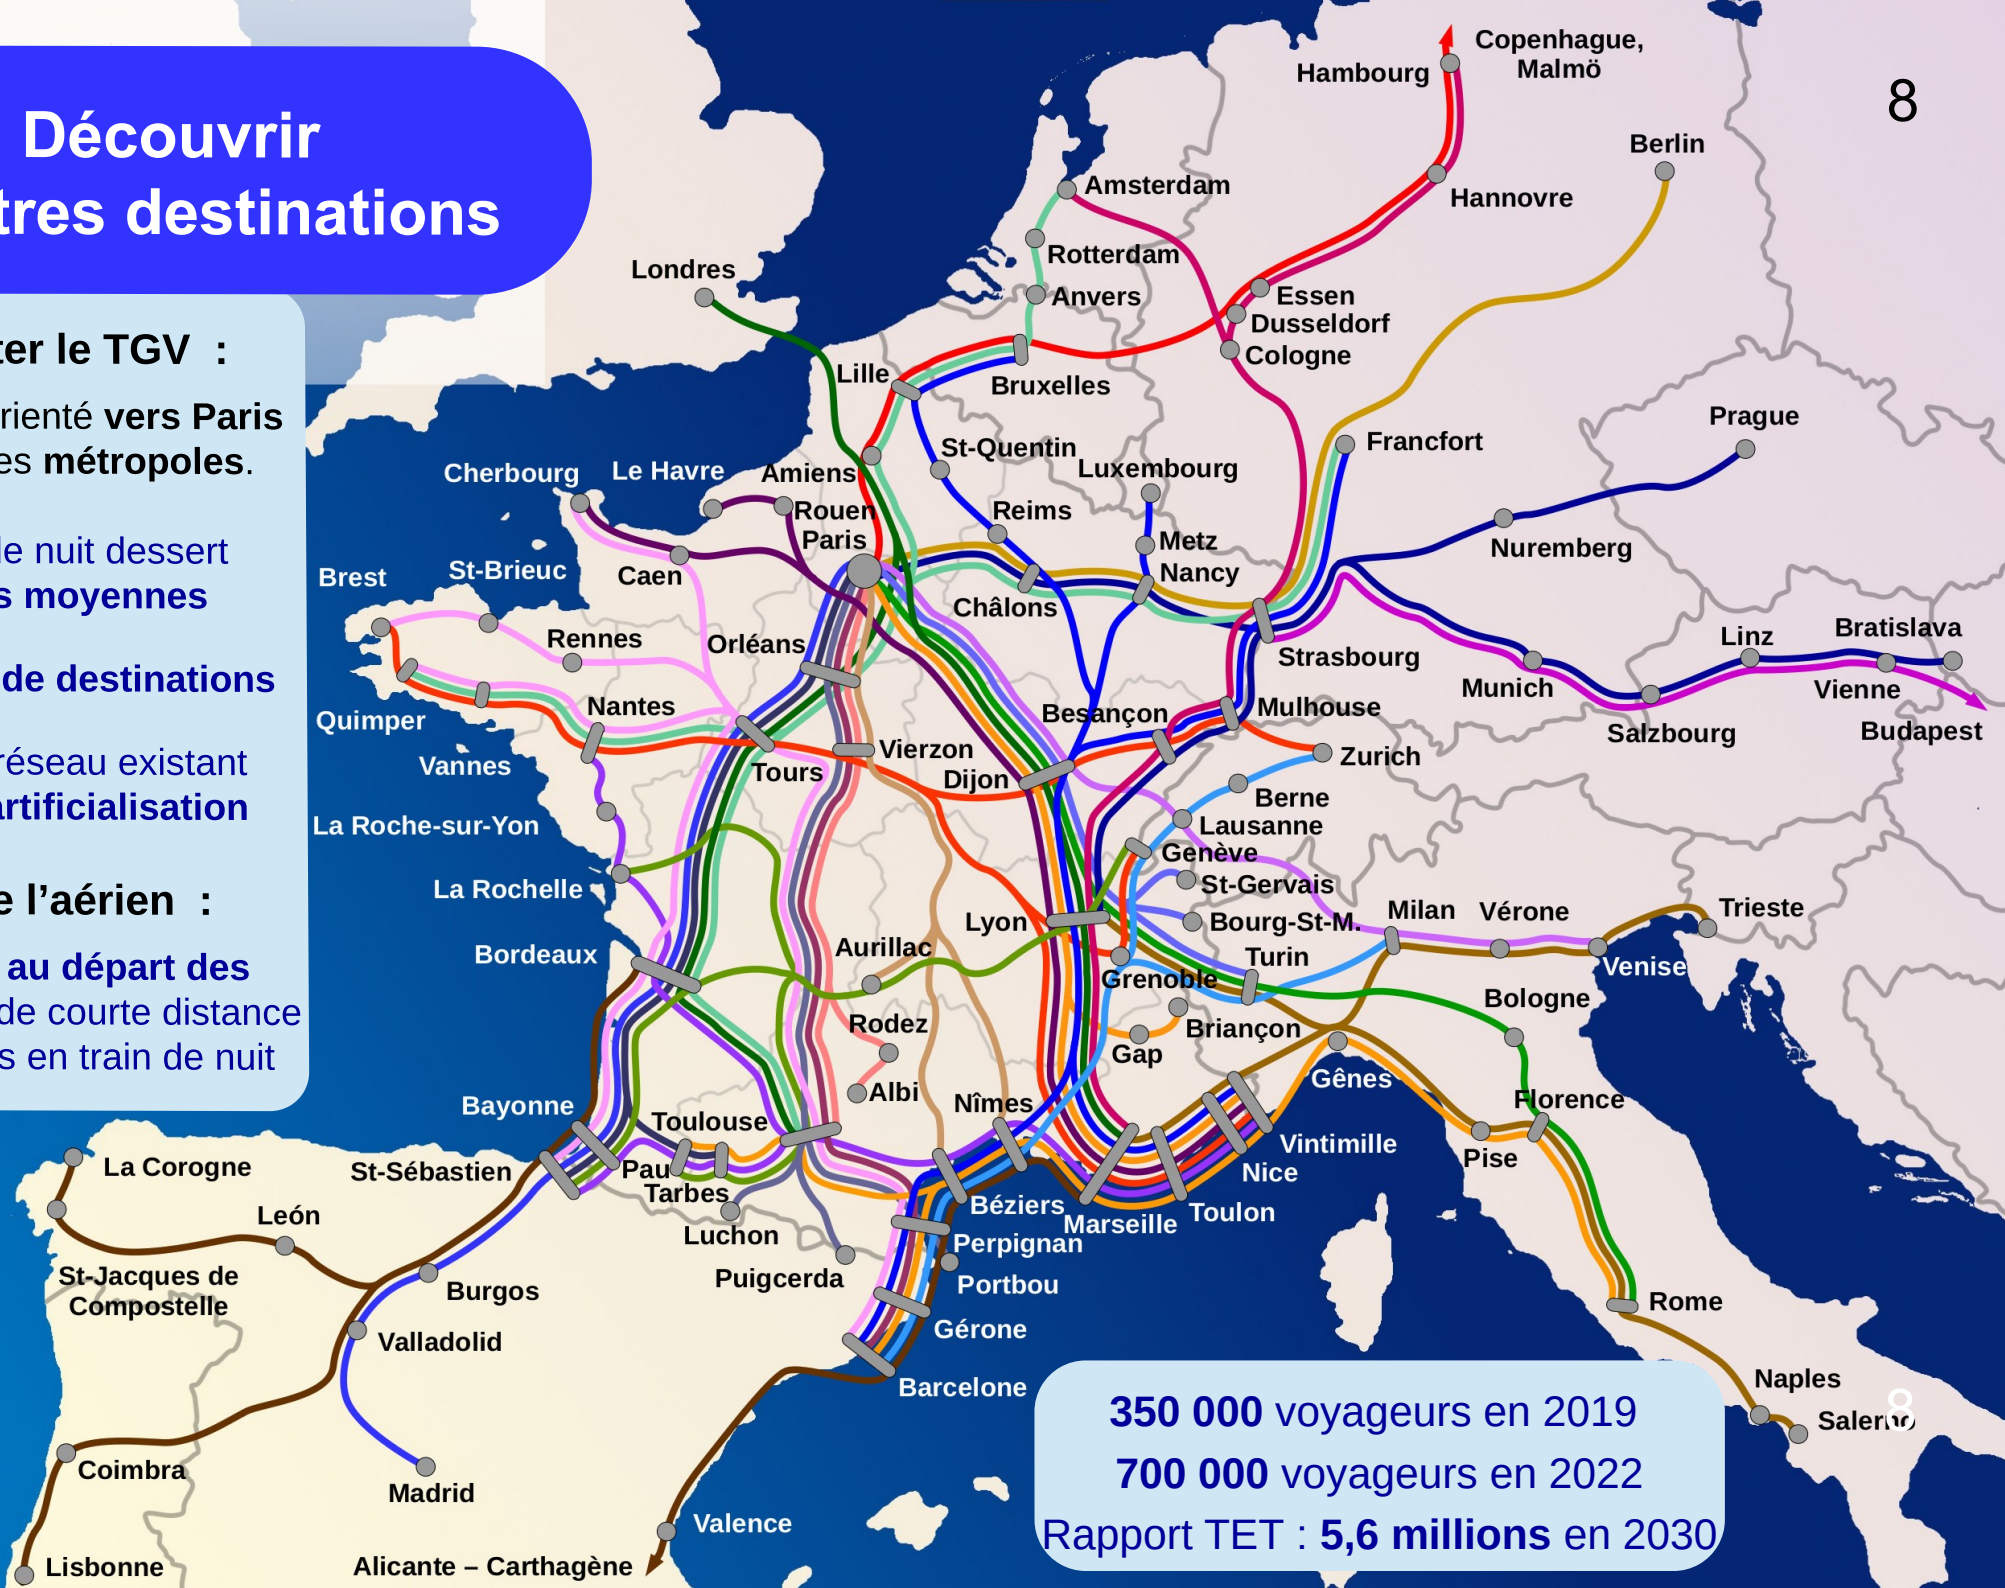 Découvrir
tres destinations
ter le TGV :
rienté vers Paris
es métropoles.
le nuit dessert
s moyennes
de destinations
réseau existant
artificialisation
e l’aérien :
au départ des
de courte distance
s en train de nuit
8
Copenhague,
Malmö
Hambourg
Berlin
Hannovre
Amsterdam
Rotterdam
Anvers
Londres
Essen
Dusseldorf
Cologne
Lille
Bruxelles
Prague
Francfort
St-Quentin
Luxembourg
Cherbourg
Le Havre
Amiens
Rouen
Paris
Reims
Metz
Nancy
Nuremberg
Brest
St-Brieuc
Caen
Châlons
Rennes
Orléans
Strasbourg
Linz
Bratislava
Munich
Vienne
Quimper
Nantes
Besançon
Mulhouse
Salzbourg
Budapest
Vannes
Tours
Vierzon
Dijon
Zurich
Berne
La Roche-sur-Yon
Lausanne
Genève
La Rochelle
St-Gervais
Lyon
Bourg-St-M.
Milan
Vérone
Trieste
Bordeaux
Aurillac
Turin
Venise
Grenoble
Bologne
Rodez
Briançon
Gap
Gênes
Albi
Nîmes
Florence
Bayonne
Toulouse
Vintimille
La Corogne
St-Sébastien
Pau
Tarbes
Nice
Pise
Béziers
Marseille
Toulon
León
Luchon
Perpignan
St-Jacques de
Compostelle
Burgos
Puigcerda
Portbou
Rome
Gérone
Valladolid
Barcelone
Naples
Salerno
8
Coimbra
Madrid
Valence
Lisbonne
Alicante – Carthagène
350 000 voyageurs en 2019
700 000 voyageurs en 2022
Rapport TET : 5,6 millions en 2030